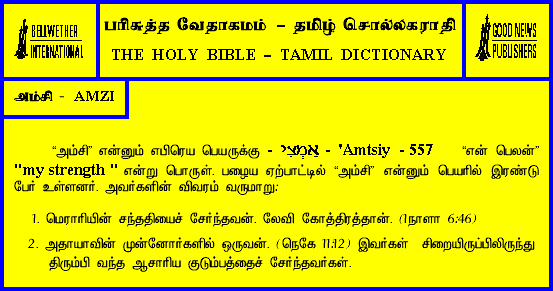 BELLWETHER
INTERNATIONAL
பரிசுத்த வேதாகமம் – தமிழ் சொல்லகராதி
THE HOLY BIBLE – TAMIL DICTIONARY
GOOD NEWS
PUBLISHERS
அம்சி - AMZI
“அம்சி” என்னும் எபிரெய பெயருக்கு - אַמְצִי - 'Amtsiy - 557 “என் பெலன்”
"my strength " என்று பொருள். பழைய ஏற்பாட்டில் “அம்சி” என்னும் பெயரில் இரண்டு
பேர் உள்ளனர். அவர்களின் விவரம் வருமாறு:
1. மெராரியின் சந்ததியைச் சேர்ந்தவன். லேவி கோத்திரத்தான். (1நாளா 6:46)
2. அதாயாவின் முன்னோர்களில் ஒருவன். (நெகே 11:12) இவர்கள் சிறையிருப்பிலிருந்து
திரும்பி வந்த ஆசாரிய குடும்பத்தைச் சேர்ந்தவர்கள்.